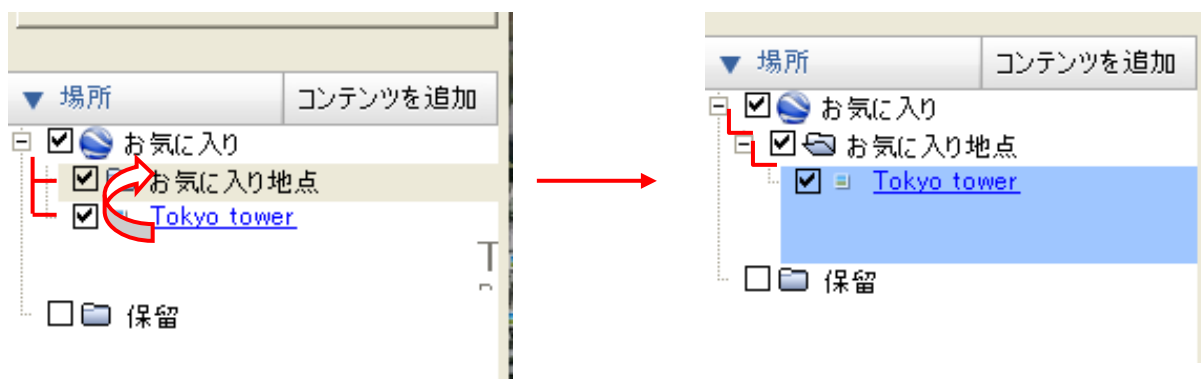 場所 コンテンツを追加
お気に入り
お気に入り地点
Tokyo tower
保留
場所 コンテンツを追加
お気に入り
お気に入り地点
Tokyo tower
保留